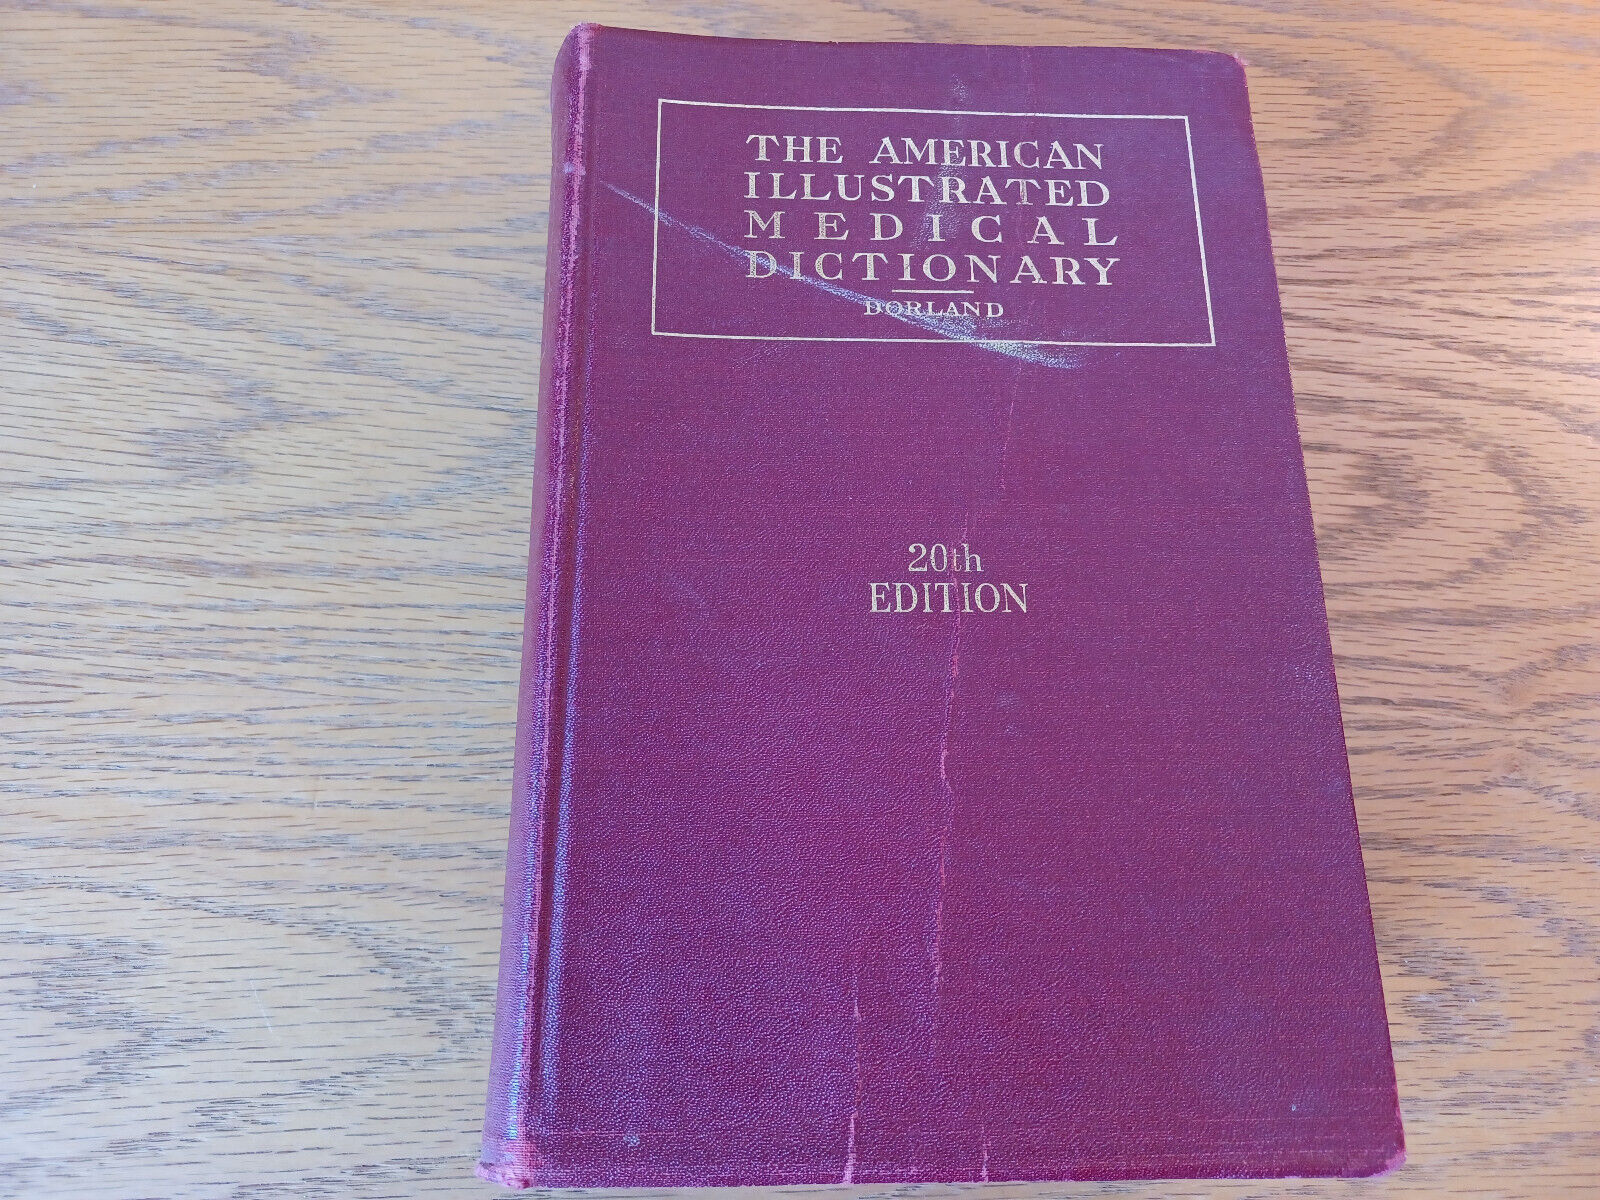 THE AMERICAN
ILLUSTRATED
MEDICAL
DICTIONARY
DORLAND
20th
EDITION